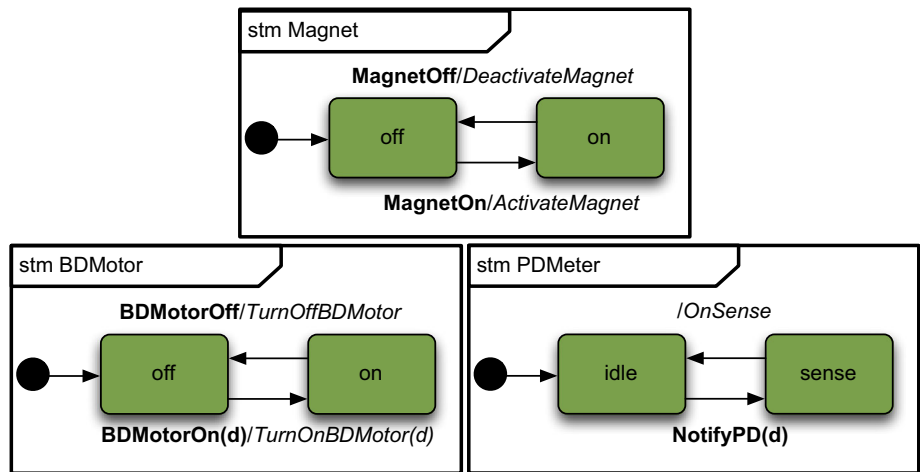 stm Magnet
MagnetOff/DeactivateMagnet
off
on
MagnetOn/ActivateMagnet
stm BDMotor
BDMotorOff/TurnOffBDMotor
off
on
BDMotorOn(d)/TurnOnBDMotor(d)
stm PDMeter
/OnSense
idle
sense
NotifyPD(d)